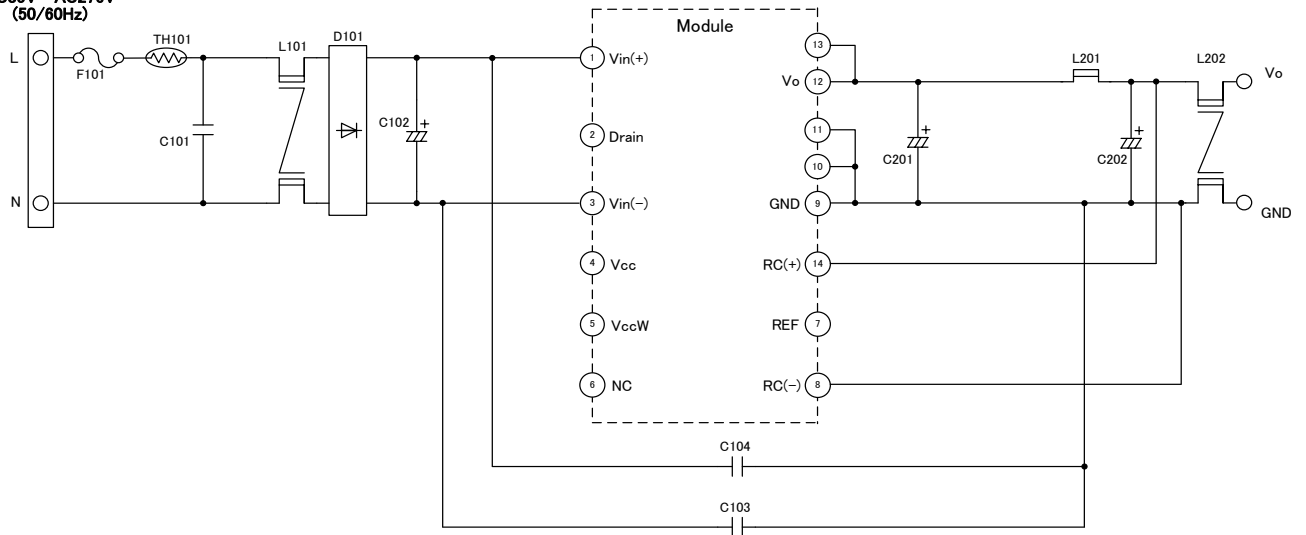 (50/60Hz)
L
F101
TH101
C101
L101
D101
C102
N
Module
1 Vin(+)
2 Drain
3 Vin(-)
4 Vcc
5 VccW
6 NC
13
Vo 12
11
10
GND 9
RC(+) 14
REF 7
RC(-) 8
C201
L201
C202
L202
Vo
GND
C104
C103